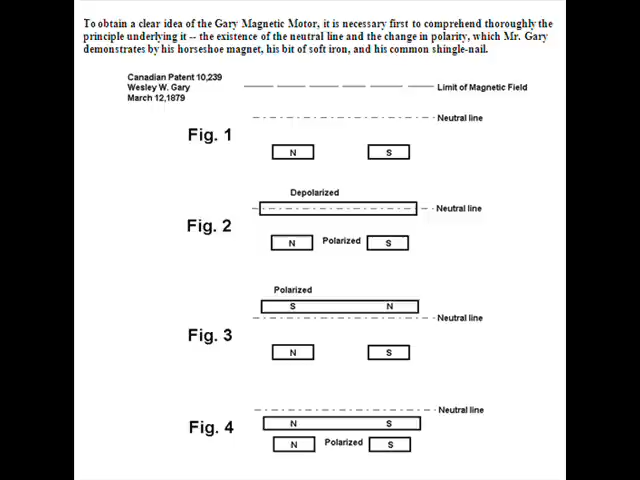 To obtain a clear idea of the Gary Magnetic Motor, it is necessary first to comprehend thoroughly the
principle underlying it -- the existence of the neutral line and the change in polarity, which Mr. Gary
demonstrates by his horseshoe magnet, his bit of soft iron, and his common shingle-nail.
Canadian Patent 10,239
Wesley W. Gary
March 12,1879
Limit of Magnetic Field
Neutral line
Fig. 1
N S
Depolarized
Neutral line
Fig. 2
N Polarized S
Polarized
S N
Neutral line
Fig. 3
N S
Neutral line
N S
Fig. 4
N Polarized S